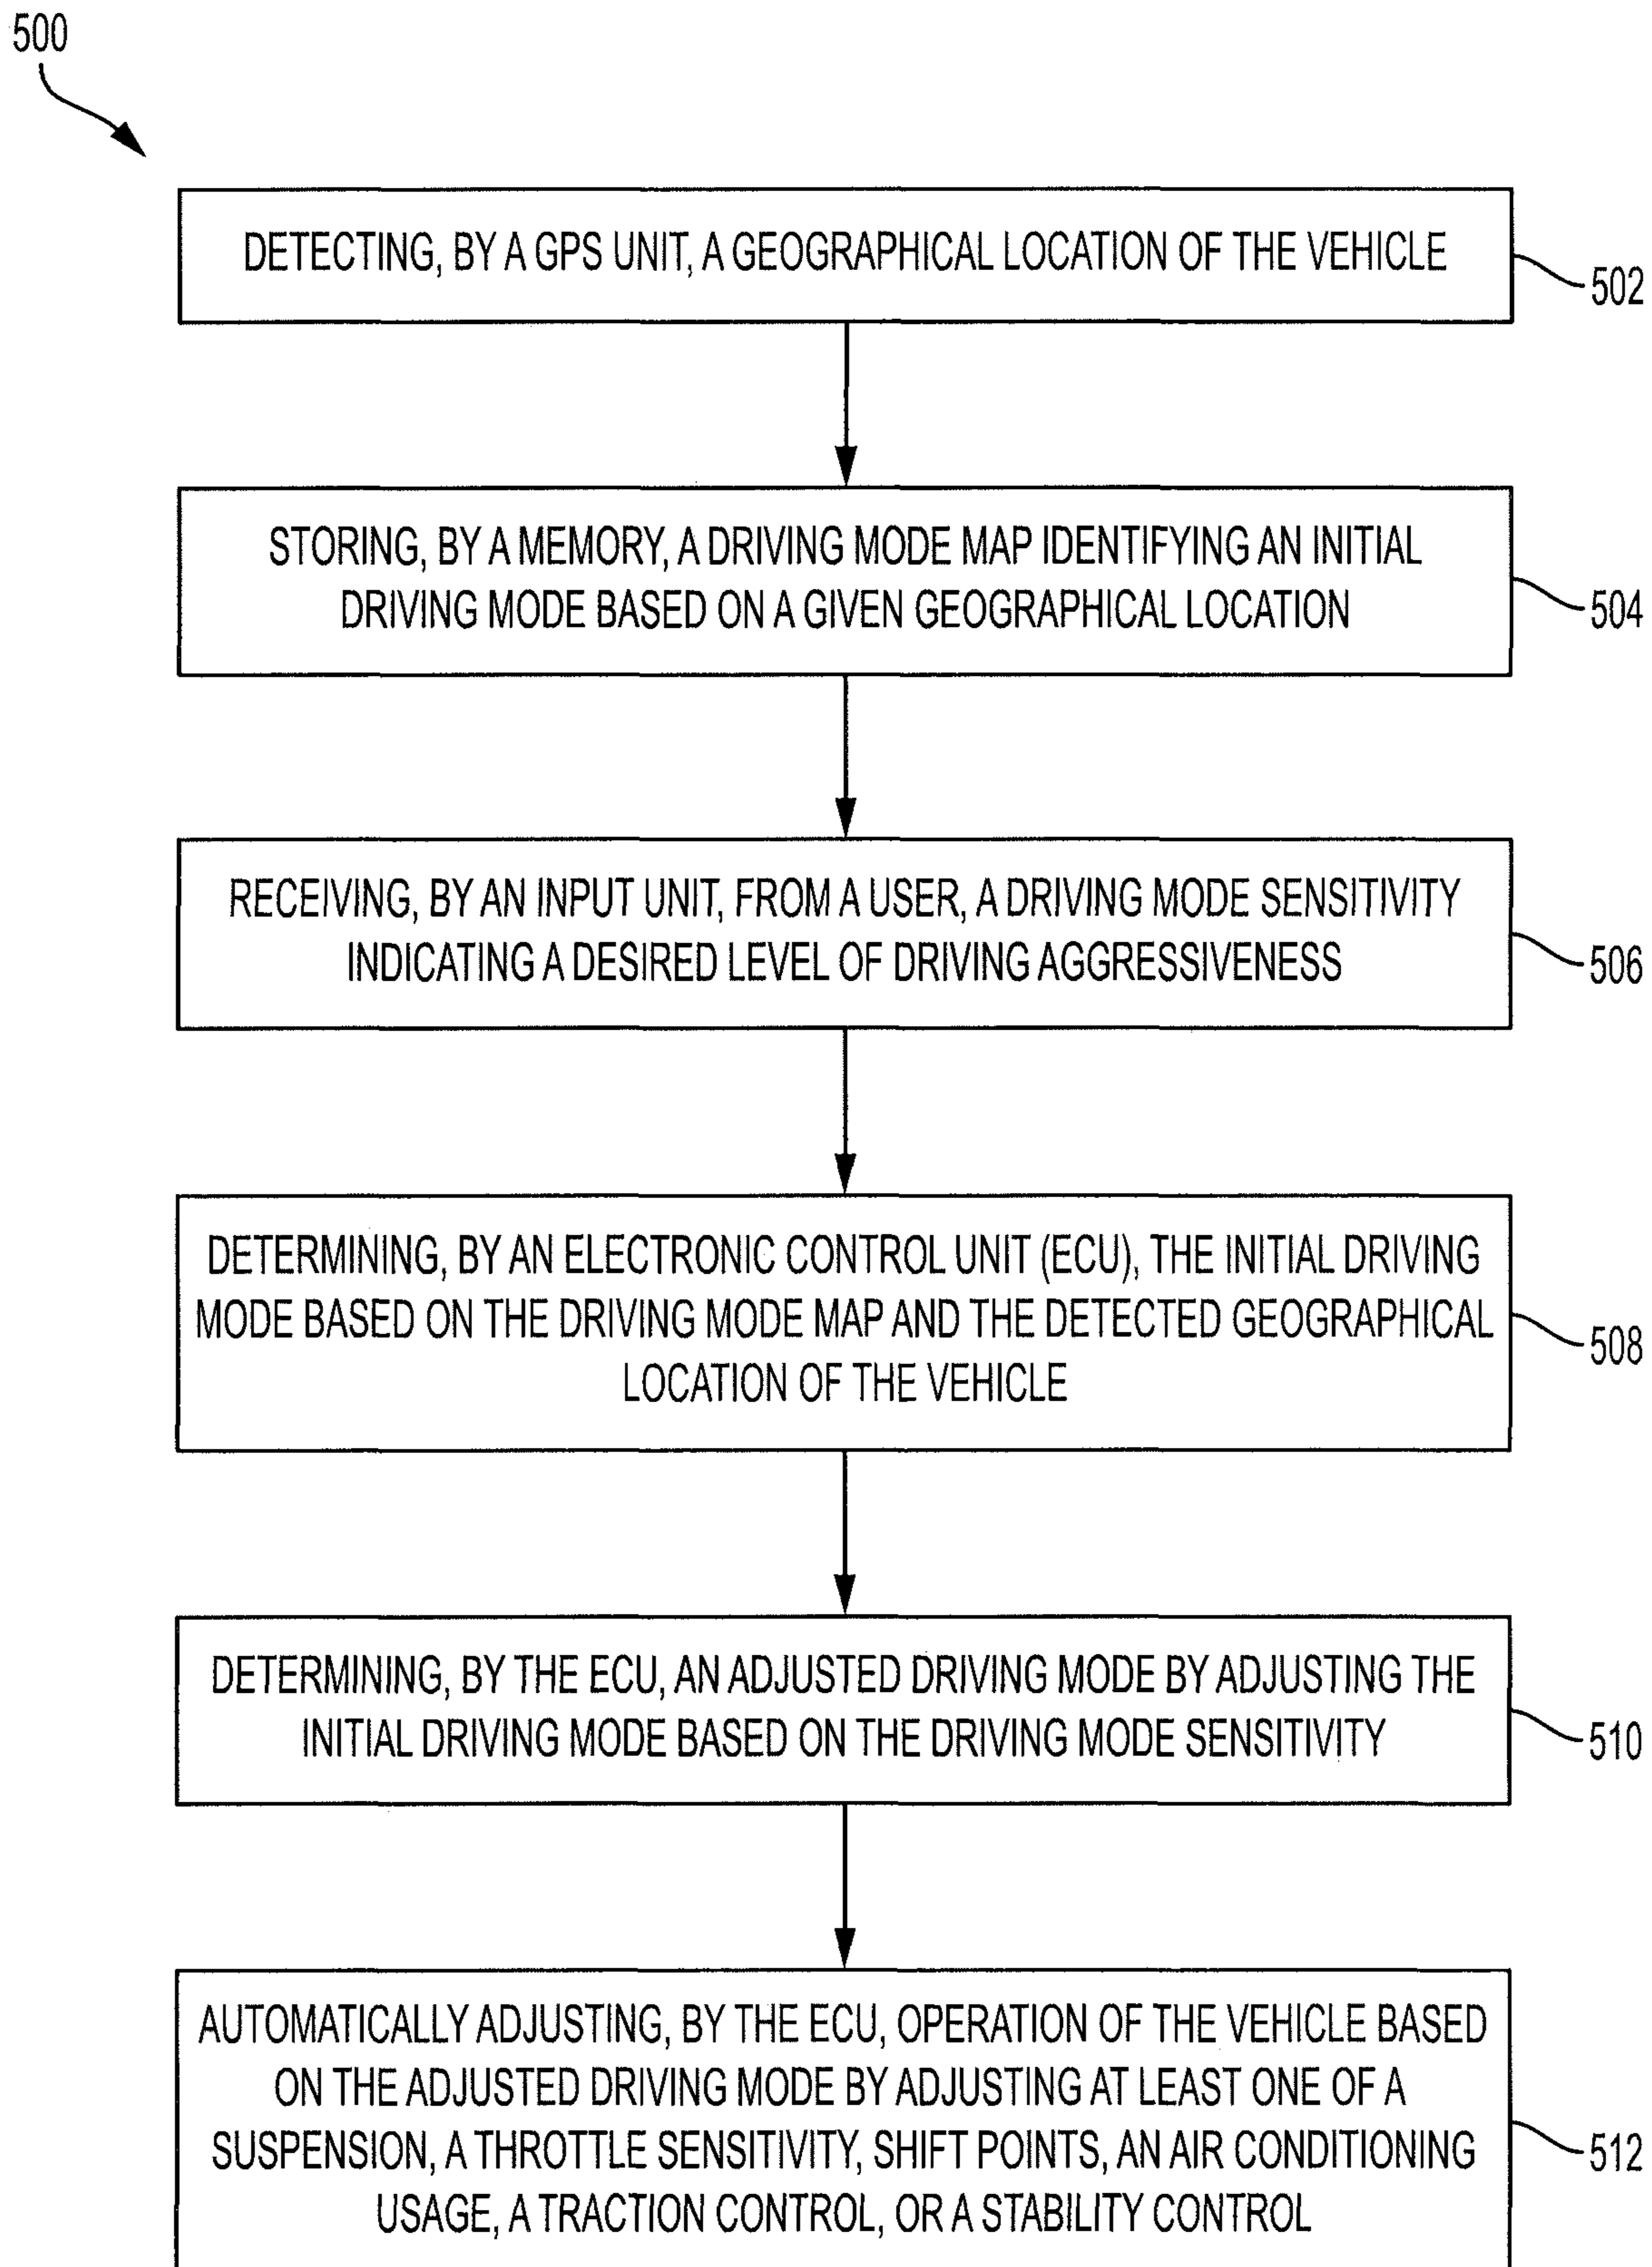 500
DETECTING, BY A GPS UNIT, A GEOGRAPHICAL LOCATION OF THE VEHICLE
502
STORING, BY A MEMORY, A DRIVING MODE MAP IDENTIFYING AN INITIAL
DRIVING MODE BASED ON A GIVEN GEOGRAPHICAL LOCATION
504
RECEIVING, BY AN INPUT UNIT, FROM A USER, A DRIVING MODE SENSITIVITY
INDICATING A DESIRED LEVEL OF DRIVING AGGRESSIVENESS
506
DETERMINING, BY AN ELECTRONIC CONTROL UNIT (ECU), THE INITIAL DRIVING
MODE BASED ON THE DRIVING MODE MAP AND THE DETECTED GEOGRAPHICAL
LOCATION OF THE VEHICLE
508
DETERMINING, BY THE ECU, AN ADJUSTED DRIVING MODE BY ADJUSTING THE
INITIAL DRIVING MODE BASED ON THE DRIVING MODE SENSITIVITY
510
AUTOMATICALLY ADJUSTING, BY THE ECU, OPERATION OF THE VEHICLE BASED
ON THE ADJUSTED DRIVING MODE BY ADJUSTING AT LEAST ONE OF A
SUSPENSION, A THROTTLE SENSITIVITY, SHIFT POINTS, AN AIR CONDITIONING
USAGE, A TRACTION CONTROL, OR A STABILITY CONTROL
512